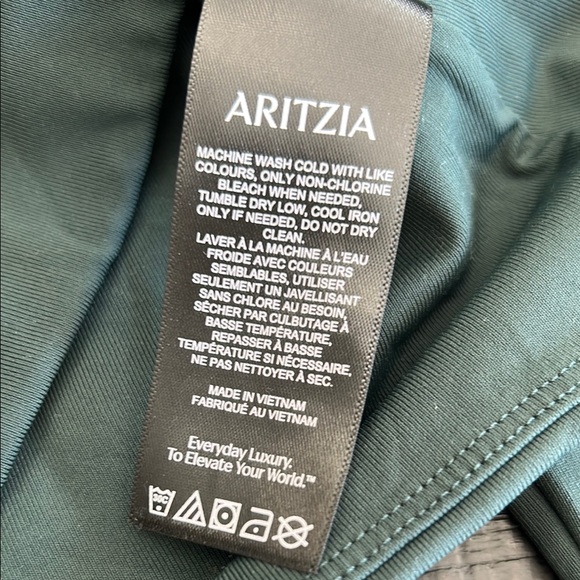 ARITZIA
MACHINE WASH COLD WITH LIKE
COLOURS, ONLY NON-CHLORINE
BLEACH WHEN NEEDED,
TUMBLE DRY LOW, COOL IRON
ONLY IF NEEDED, DO NOT DRY
CLEAN.
LAVER À LA MACHINE À L'EAU
FROIDE AVEC COULEURS
SEMBLABLES, UTILISER
SEULEMENT UN JAVELLISANT
SANS CHLORE AU BESOIN,
SÉCHER PAR CULBUTAGE À
BASSE TEMPÉRATURE,
REPASSER À BASSE
TEMPÉRATURE SI NÉCESSAIRE,
NE PAS NETTOYER À SEC.
MADE IN VIETNAM
FABRIQUÉ AU VIETNAM
Everyday Luxury.
To Elevate Your World.™
30C